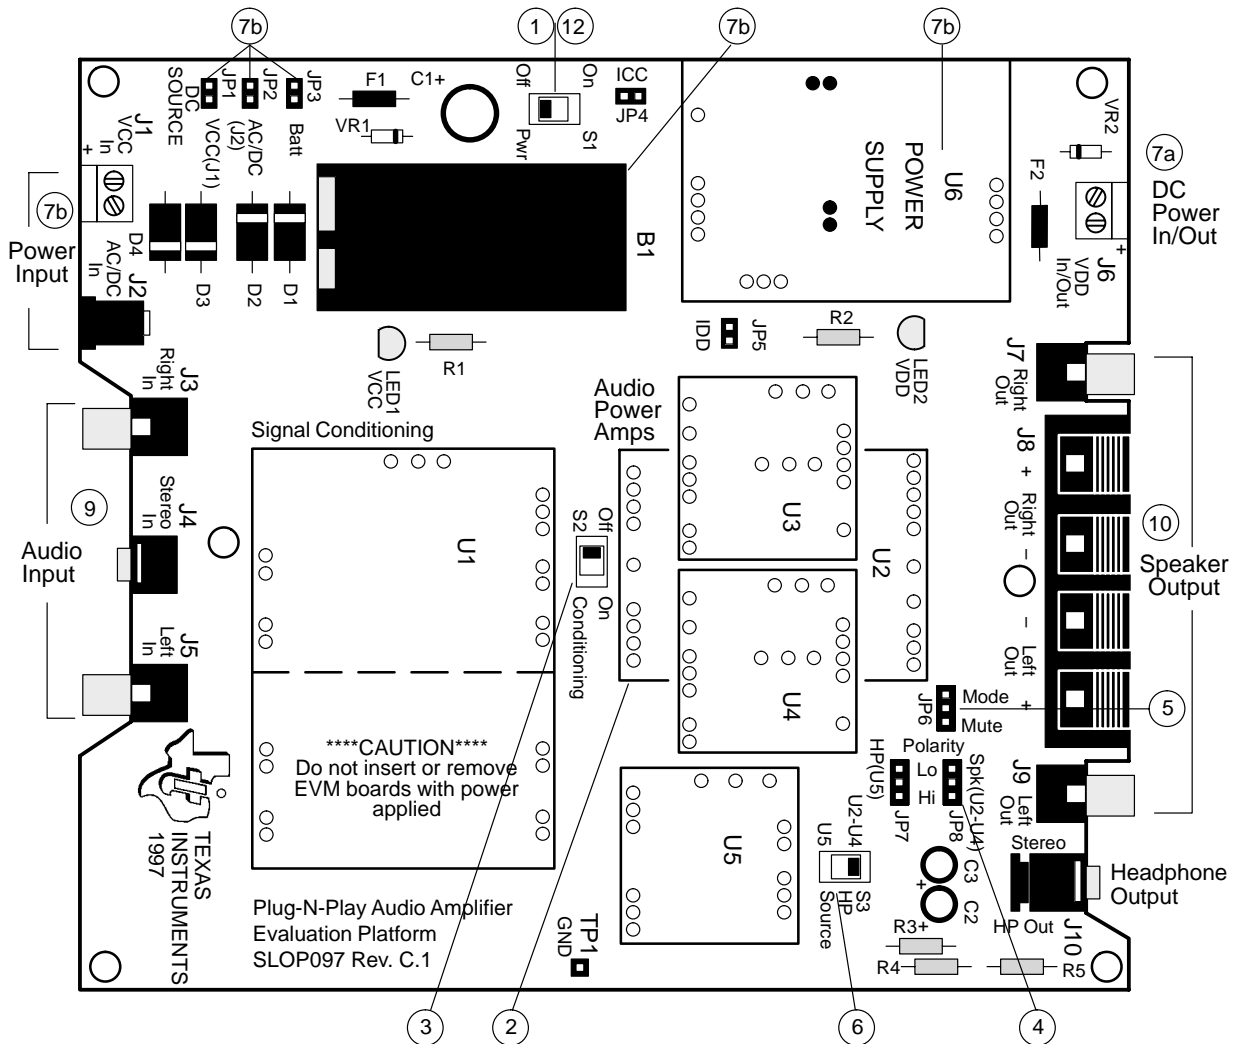 7b
1
12
7b
7b
DC
SOURCE
JP1
VCC(J1)
JP2
AC/DC
(J2)
JP3
Batt
F1
C1+
VR1
Off
On
Pwr
S1
ICC
JP4
VR2
7a
DC
Power
In/Out
J1
VCC
In
+
7b
Power
Input
D4
D3
D2
D1
AC/DC
In
J2
B1
POWER
SUPPLY
U6
F2
J6
VDD
In/Out
+
LED1
VCC
R1
IDD
JP5
R2
LED2
VDD
J3
Right
In
J7
Right
Out
Audio
Power
Amps
Signal Conditioning
9
Audio
Input
J4
Stereo
In
U1
S2
Off
On
Conditioning
U3
U2
J8
+
Right
Out
–
–
Left
Out
+
10
Speaker
Output
J5
Left
In
U4
JP6
Mode
Mute
5
****CAUTION****
Do not insert or remove
EVM boards with power
applied
Polarity
HP(U5)
Lo
Hi
JP7
Spk(U2-U4)
JP8
J9
Left
Out
TEXAS
INSTRUMENTS
1997
U5
U5
U2-U4
S3
HP
Source
Stereo
C3
+
C2
Headphone
Output
HP Out
J10
Plug-N-Play Audio Amplifier
Evaluation Platform
SLOP097 Rev. C.1
TP1
GND
R3+
R4
R5
3
2
6
4